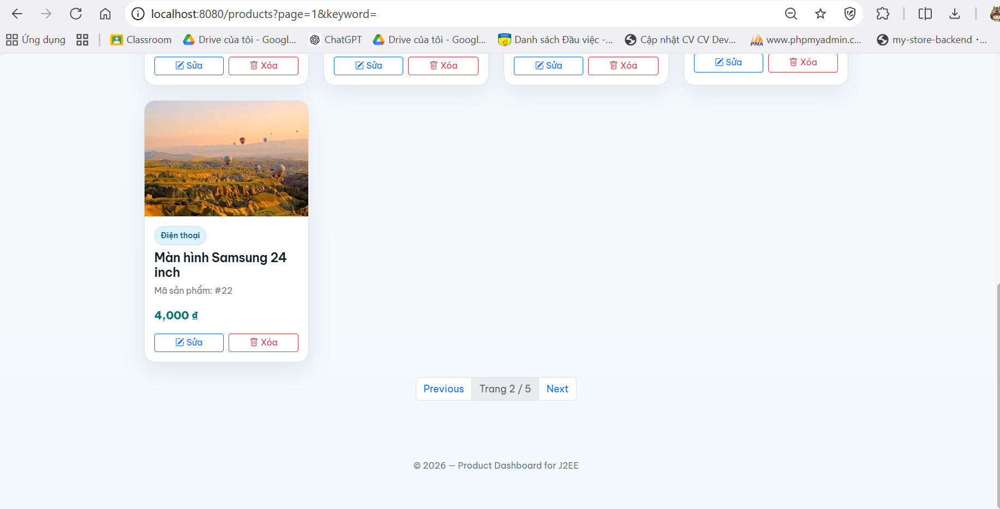 localhost:8080/products?page=1&keyword=
Ứng dụng
Classroom
Drive của tôi - Googl...
ChatGPT
Drive của tôi - Googl...
Danh sách Đầu việc -...
Cập nhật CV CV Dev...
PMA
www.phpmyadmin.c...
my-store-backend •...
Sửa
Xóa
Sửa
Xóa
Sửa
Xóa
Sửa
Xóa
Điện thoại
Màn hình Samsung 24
inch
Mã sản phẩm: #22
4,000 ₫
Sửa
Xóa
Previous
Trang 2 / 5
Next
© 2026 — Product Dashboard for J2EE